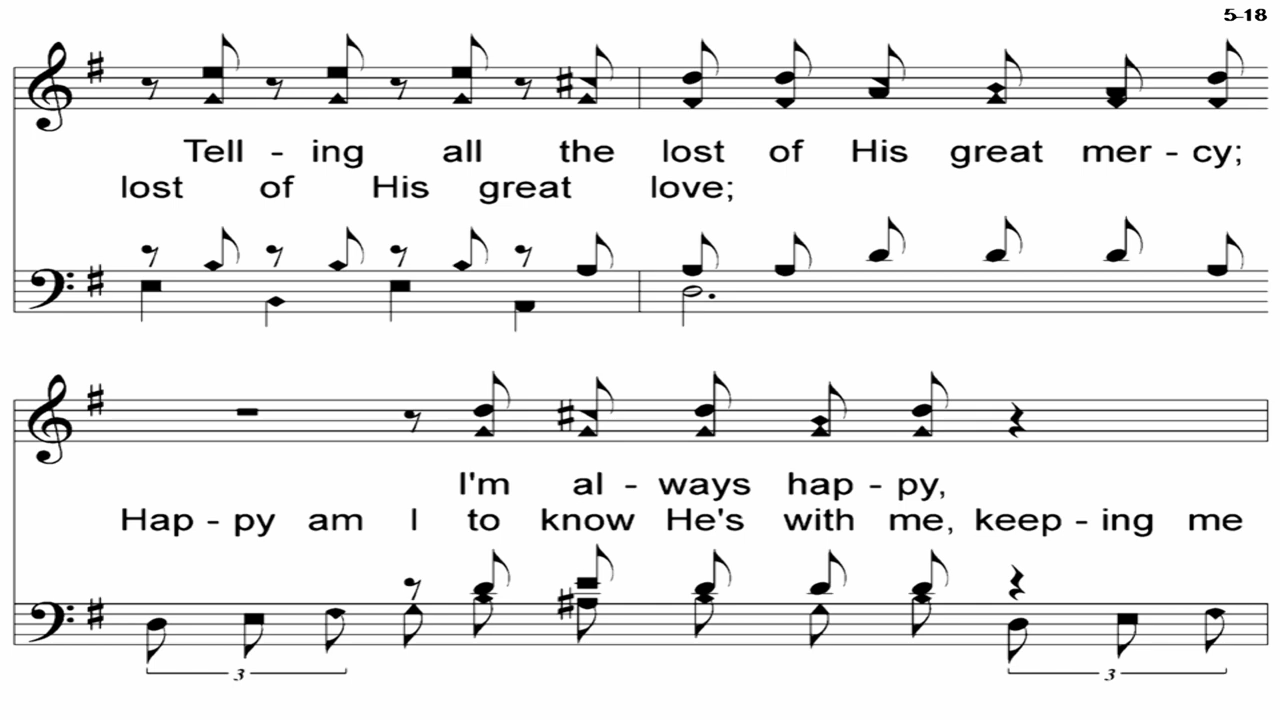 5-18
Tell - ing all the lost of His great mer - cy;
lost of His great love;
I'm al - ways hap - py,
Hap - py am I to know He's with me, keep - ing me
3 3